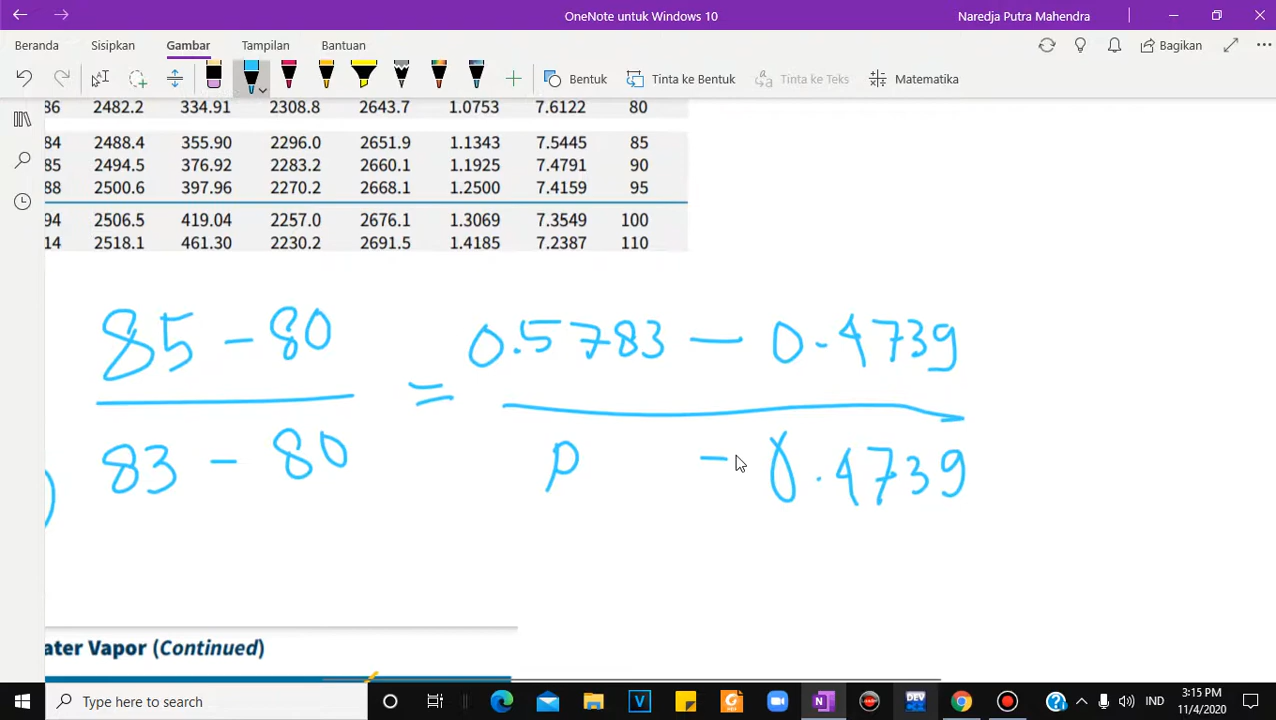 OneNote untuk Windows 10
Naredja Putra Mahendra
Beranda Sisipkan Gambar Tampilan Bantuan
Bagikan
Bentuk Tinta ke Bentuk Tinta ke Teks Matematika
86 2482.2 334.91 2308.8 2643.7 1.0753 7.6122 80
84 2488.4 355.90 2296.0 2651.9 1.1343 7.5445 85
85 2494.5 376.92 2283.2 2660.1 1.1925 7.4791 90
88 2500.6 397.96 2270.2 2668.1 1.2500 7.4159 95
94 2506.5 419.04 2257.0 2676.1 1.3069 7.3549 100
14 2518.1 461.30 2230.2 2691.5 1.4185 7.2387 110
85 - 80 = 0.5783 - 0.4739
83 - 80 p - 0.4739
)
ater Vapor (Continued)
Type here to search
IND
3:15 PM
11/4/2020